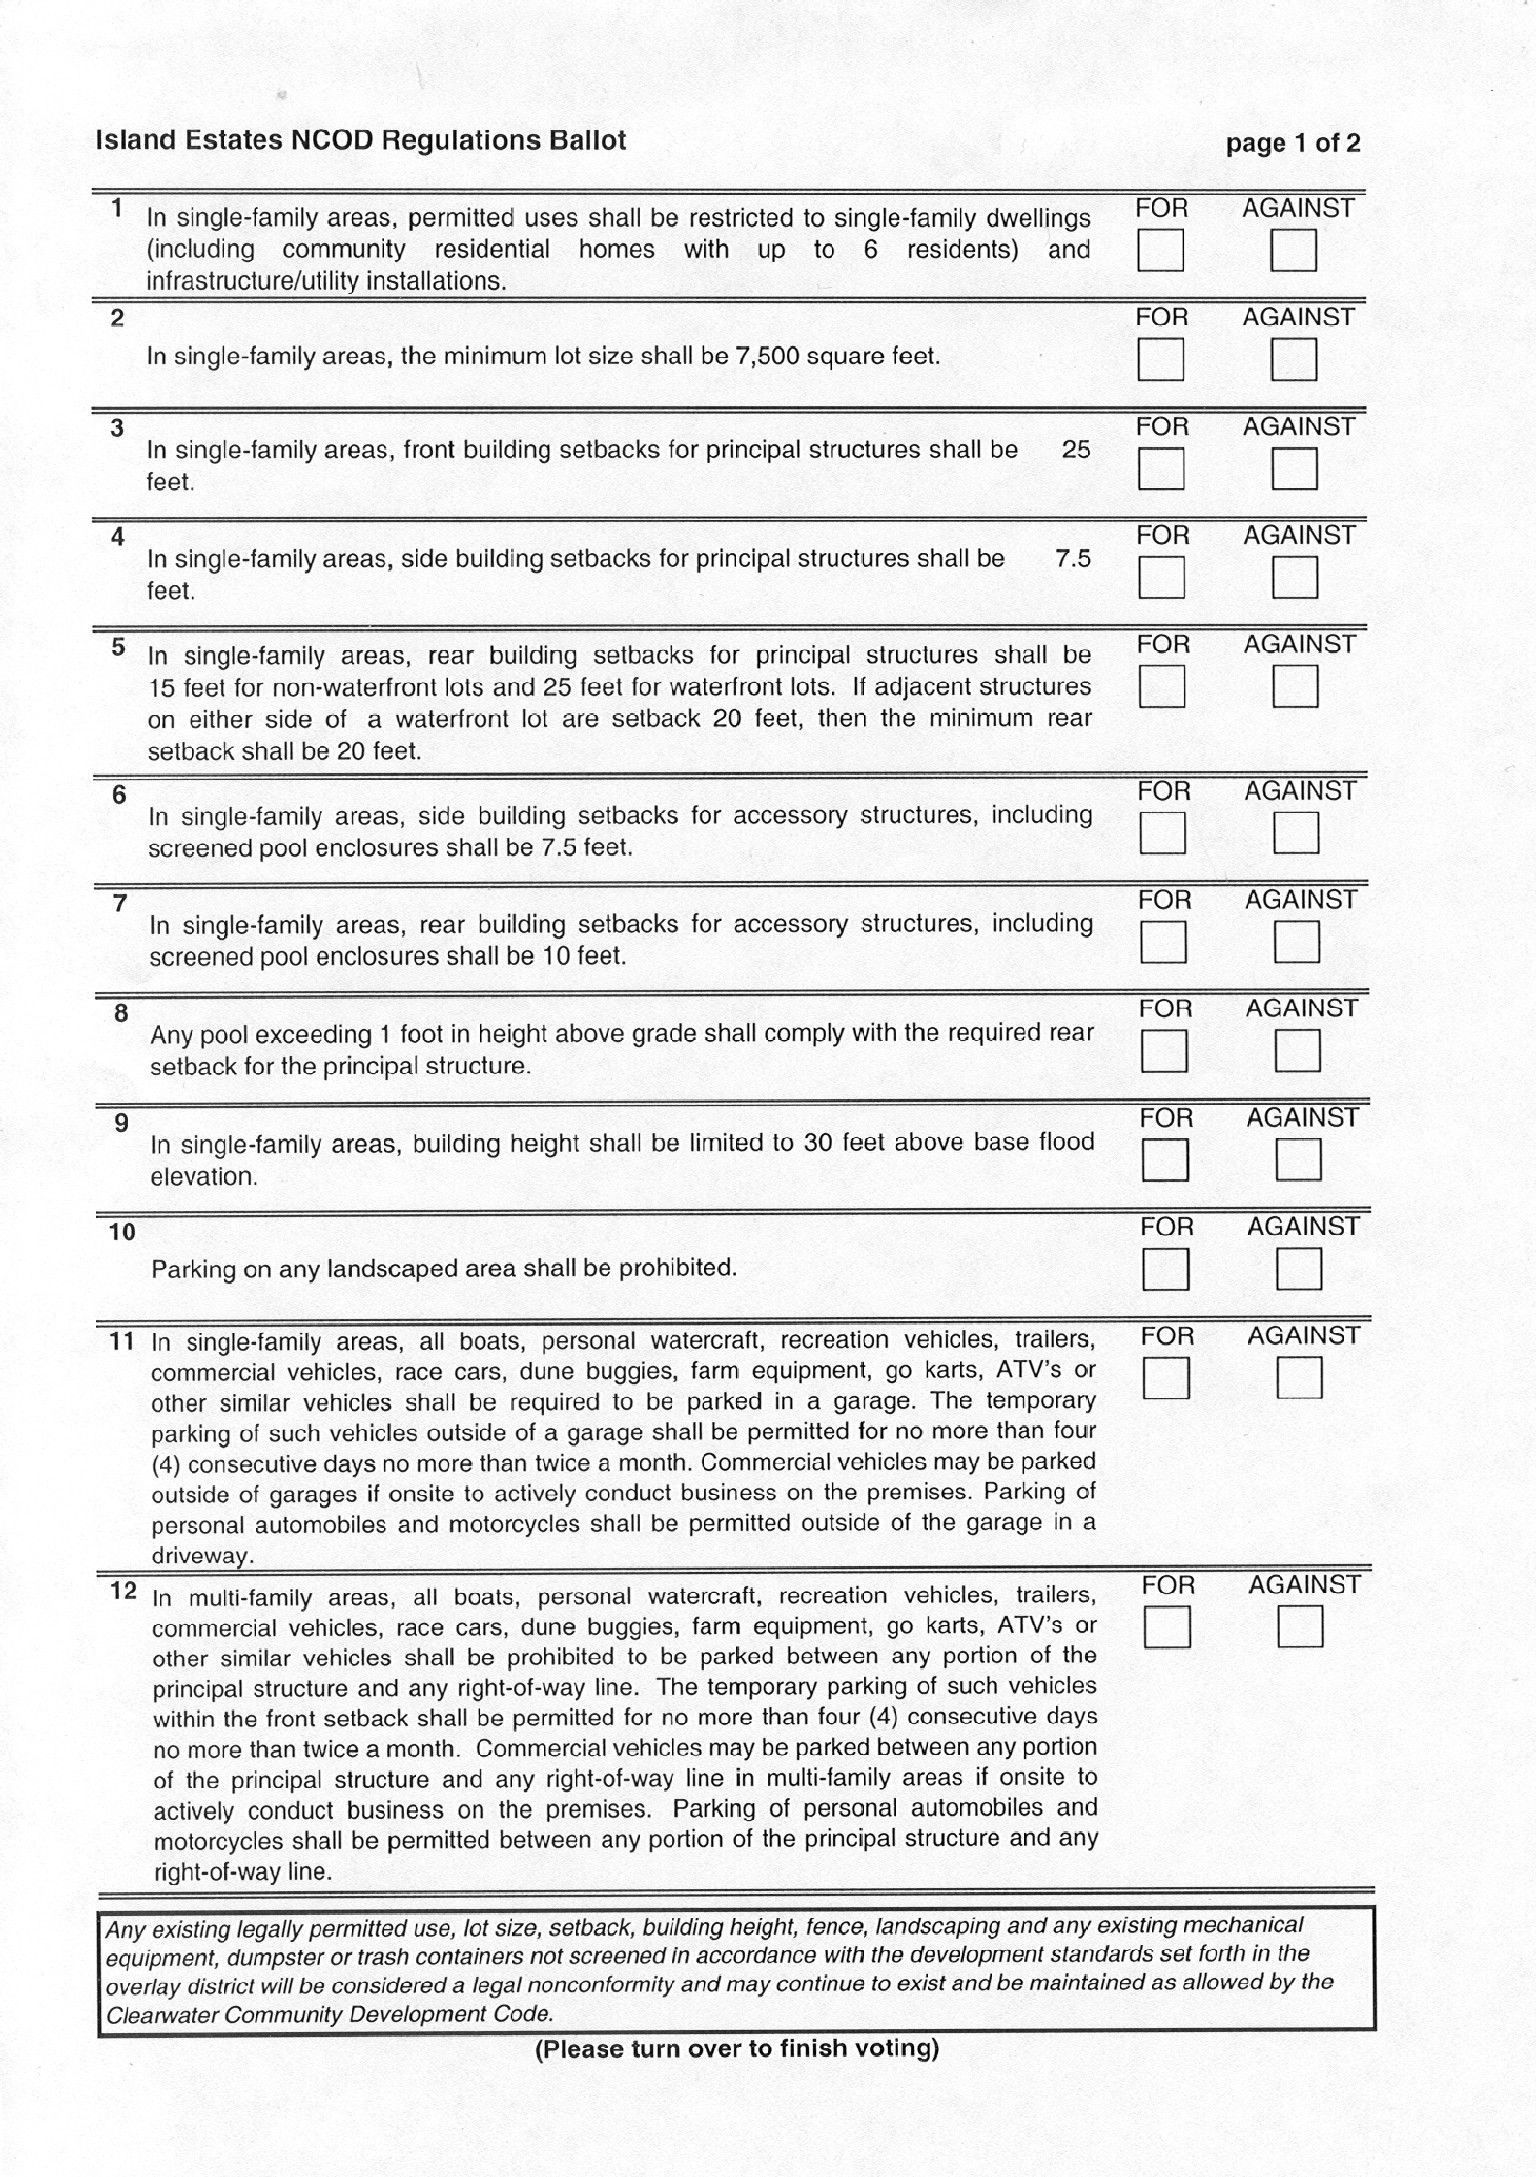 Island Estates NCOD Regulations Ballot
page 1 of 2
1
In single-family areas, permitted uses shall be restricted to single-family dwellings
(including community residential homes with up to 6 residents) and
infrastructure/utility installations.
FOR AGAINST
2
In single-family areas, the minimum lot size shall be 7,500 square feet.
FOR AGAINST
3
In single-family areas, front building setbacks for principal structures shall be 25
feet.
FOR AGAINST
4
In single-family areas, side building setbacks for principal structures shall be 7.5
feet.
FOR AGAINST
5
In single-family areas, rear building setbacks for principal structures shall be
15 feet for non-waterfront lots and 25 feet for waterfront lots. If adjacent structures
on either side of a waterfront lot are setback 20 feet, then the minimum rear
setback shall be 20 feet.
FOR AGAINST
6
In single-family areas, side building setbacks for accessory structures, including
screened pool enclosures shall be 7.5 feet.
FOR AGAINST
7
In single-family areas, rear building setbacks for accessory structures, including
screened pool enclosures shall be 10 feet.
FOR AGAINST
8
Any pool exceeding 1 foot in height above grade shall comply with the required rear
setback for the principal structure.
FOR AGAINST
9
In single-family areas, building height shall be limited to 30 feet above base flood
elevation.
FOR AGAINST
10
Parking on any landscaped area shall be prohibited.
FOR AGAINST
11
In single-family areas, all boats, personal watercraft, recreation vehicles, trailers,
commercial vehicles, race cars, dune buggies, farm equipment, go karts, ATV's or
other similar vehicles shall be required to be parked in a garage. The temporary
parking of such vehicles outside of a garage shall be permitted for no more than four
(4) consecutive days no more than twice a month. Commercial vehicles may be parked
outside of garages if onsite to actively conduct business on the premises. Parking of
personal automobiles and motorcycles shall be permitted outside of the garage in a
driveway.
FOR AGAINST
12
In multi-family areas, all boats, personal watercraft, recreation vehicles, trailers,
commercial vehicles, race cars, dune buggies, farm equipment, go karts, ATV's or
other similar vehicles shall be prohibited to be parked between any portion of the
principal structure and any right-of-way line. The temporary parking of such vehicles
within the front setback shall be permitted for no more than four (4) consecutive days
no more than twice a month. Commercial vehicles may be parked between any portion
of the principal structure and any right-of-way line in multi-family areas if onsite to
actively conduct business on the premises. Parking of personal automobiles and
motorcycles shall be permitted between any portion of the principal structure and any
right-of-way line.
FOR AGAINST
Any existing legally permitted use, lot size, setback, building height, fence, landscaping and any existing mechanical
equipment, dumpster or trash containers not screened in accordance with the development standards set forth in the
overlay district will be considered a legal nonconformity and may continue to exist and be maintained as allowed by the
Clearwater Community Development Code.
(Please turn over to finish voting)